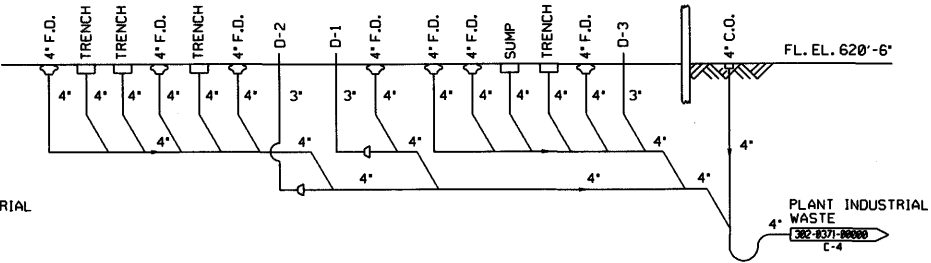 4" F.D.
TRENCH
TRENCH
4" F.D.
TRENCH
4" F.D.
D-2
D-1
4" F.D.
4" F.D.
4" F.D.
SUMP
TRENCH
4" F.D.
D-3
4" C.O.
FL. EL. 620'-6"
4"
4"
4"
4"
4"
4"
3"
3"
4"
4"
4"
4"
4"
4"
3"
4"
4"
4"
4"
4"
4"
4"
4"
4"
RIAL
4"
PLANT INDUSTRIAL
WASTE
302-0371-00000
C-4